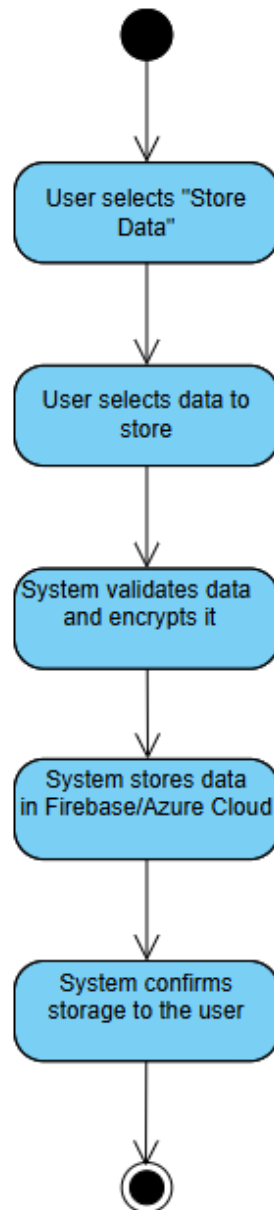 User selects "Store
Data"
User selects data to
store
System validates data
and encrypts it
System stores data
in Firebase/Azure Cloud
System confirms
storage to the user